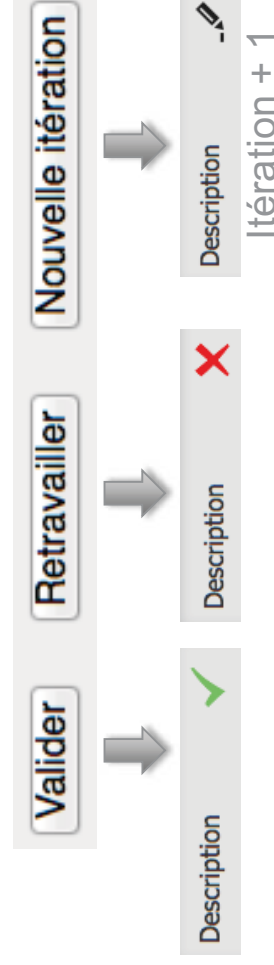 Valider
Retravailler
Nouvelle itération
Description
Description
Description
Itération + 1